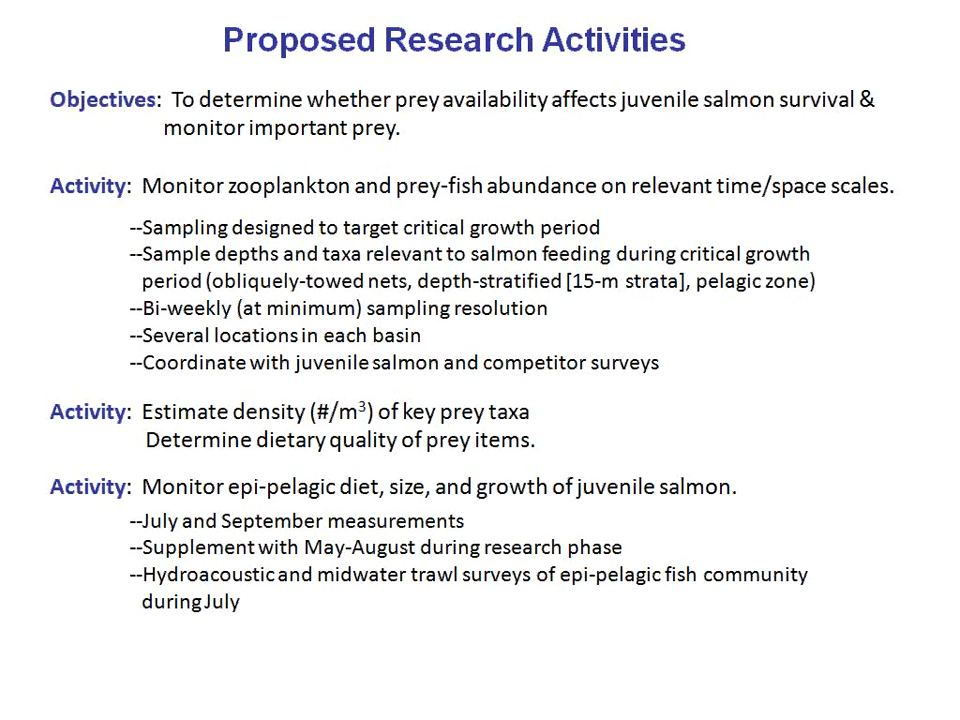 Proposed Research Activities
Objectives: To determine whether prey availability affects juvenile salmon survival &
monitor important prey.
Activity: Monitor zooplankton and prey-fish abundance on relevant time/space scales.
--Sampling designed to target critical growth period
--Sample depths and taxa relevant to salmon feeding during critical growth
period (obliquely-towed nets, depth-stratified [15-m strata], pelagic zone)
--Bi-weekly (at minimum) sampling resolution
--Several locations in each basin
--Coordinate with juvenile salmon and competitor surveys
Activity: Estimate density (#/m³) of key prey taxa
Determine dietary quality of prey items.
Activity: Monitor epi-pelagic diet, size, and growth of juvenile salmon.
--July and September measurements
--Supplement with May-August during research phase
--Hydroacoustic and midwater trawl surveys of epi-pelagic fish community
during July